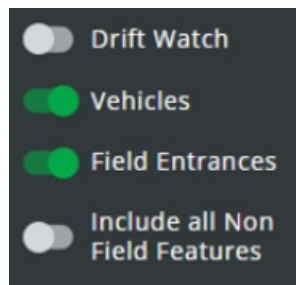 Drift Watch
Vehicles
Field Entrances
Include all Non
Field Features